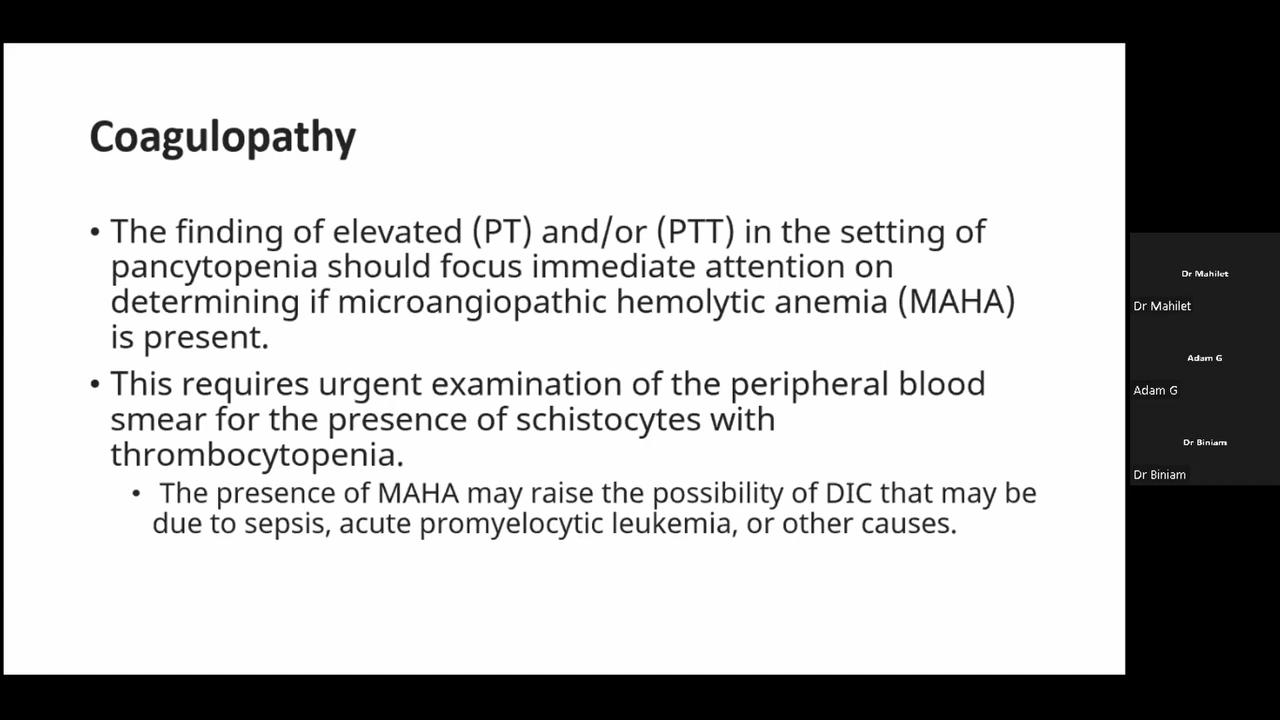 Coagulopathy
• The finding of elevated (PT) and/or (PTT) in the setting of
pancytopenia should focus immediate attention on
determining if microangiopathic hemolytic anemia (MAHA)
is present.
• This requires urgent examination of the peripheral blood
smear for the presence of schistocytes with
thrombocytopenia.
• The presence of MAHA may raise the possibility of DIC that may be
due to sepsis, acute promyelocytic leukemia, or other causes.
Dr Mahilet
Dr Mahilet
Adam G
Adam G
Dr Biniam
Dr Biniam